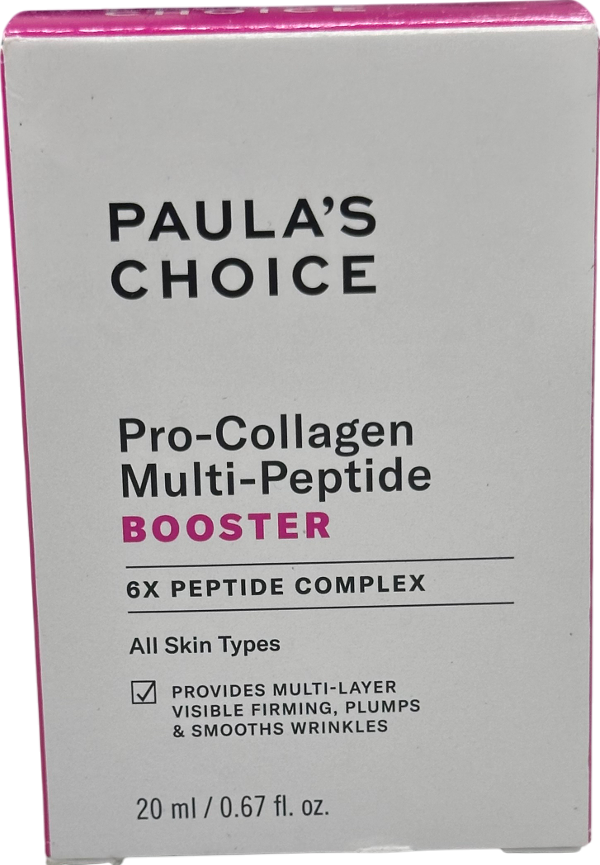 CHOICE
PAULA'S
CHOICE
Pro-Collagen
Multi-Peptide
BOOSTER
6X PEPTIDE COMPLEX
All Skin Types
☑ PROVIDES MULTI-LAYER
VISIBLE FIRMING, PLUMPS
& SMOOTHS WRINKLES
20 ml / 0.67 fl. oz.